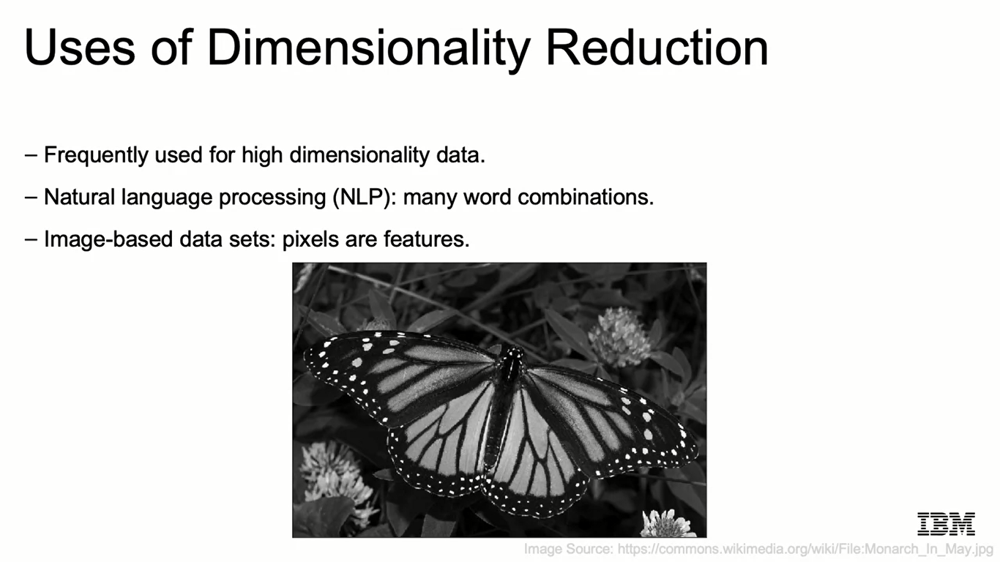 Uses of Dimensionality Reduction
– Frequently used for high dimensionality data.
– Natural language processing (NLP): many word combinations.
– Image-based data sets: pixels are features.
IBM
Image Source: https://commons.wikimedia.org/wiki/File:Monarch_In_May.jpg